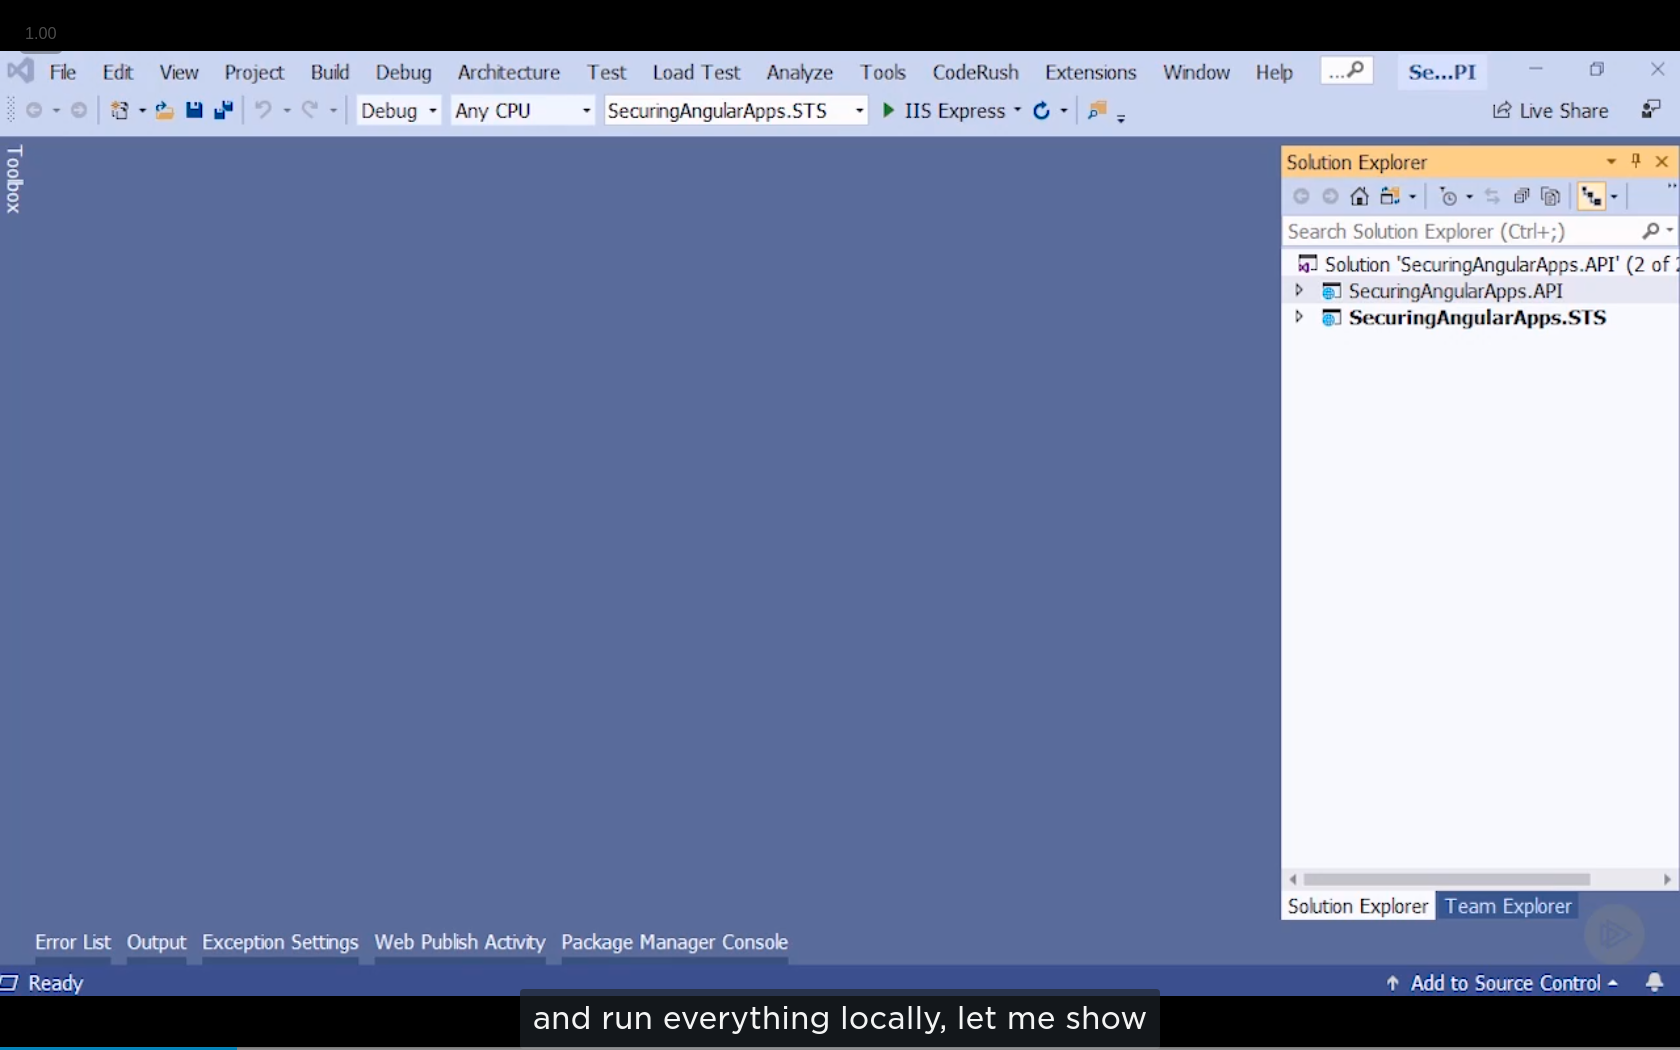 1.00
File Edit View Project Build Debug Architecture Test Load Test Analyze Tools CodeRush Extensions Window Help ... Se...PI
Debug Any CPU SecuringAngularApps.STS IIS Express Live Share
Toolbox
Solution Explorer
Search Solution Explorer (Ctrl+;)
Solution 'SecuringAngularApps.API' (2 of
SecuringAngularApps.API
SecuringAngularApps.STS
Solution Explorer Team Explorer
Error List Output Exception Settings Web Publish Activity Package Manager Console
Ready Add to Source Control
and run everything locally, let me show